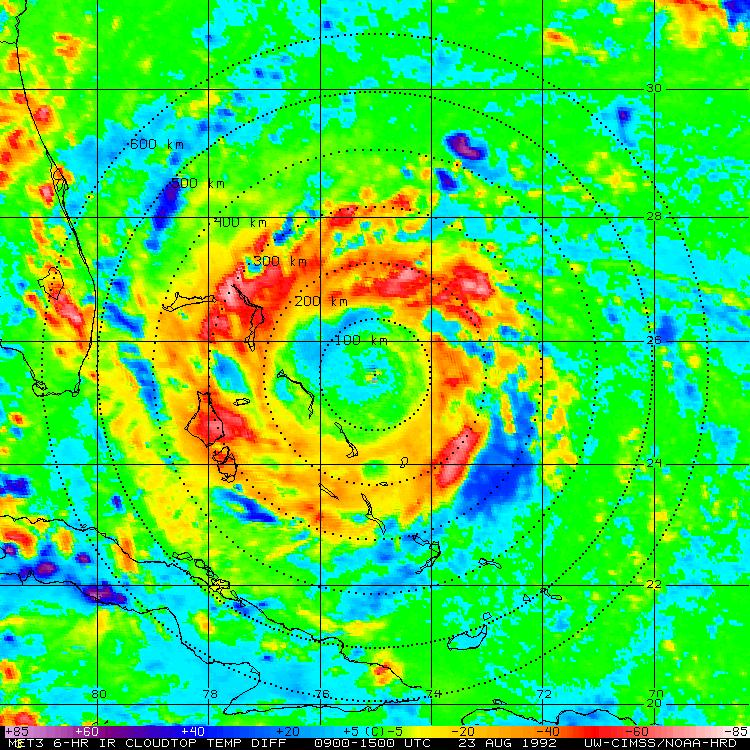 30
600 km
500 km
28
400 km
300 km
200 km
26
100 km
24
22
80 78 76 74 72 70
20
+85 +60 +40 +20 +5 (C) -5 -20 -40 -60 -85
MET3 6-HR IR CLOUDTOP TEMP DIFF 0900-1500 UTC 23 AUG 1992 UW-CIMSS/NOAA-HRD